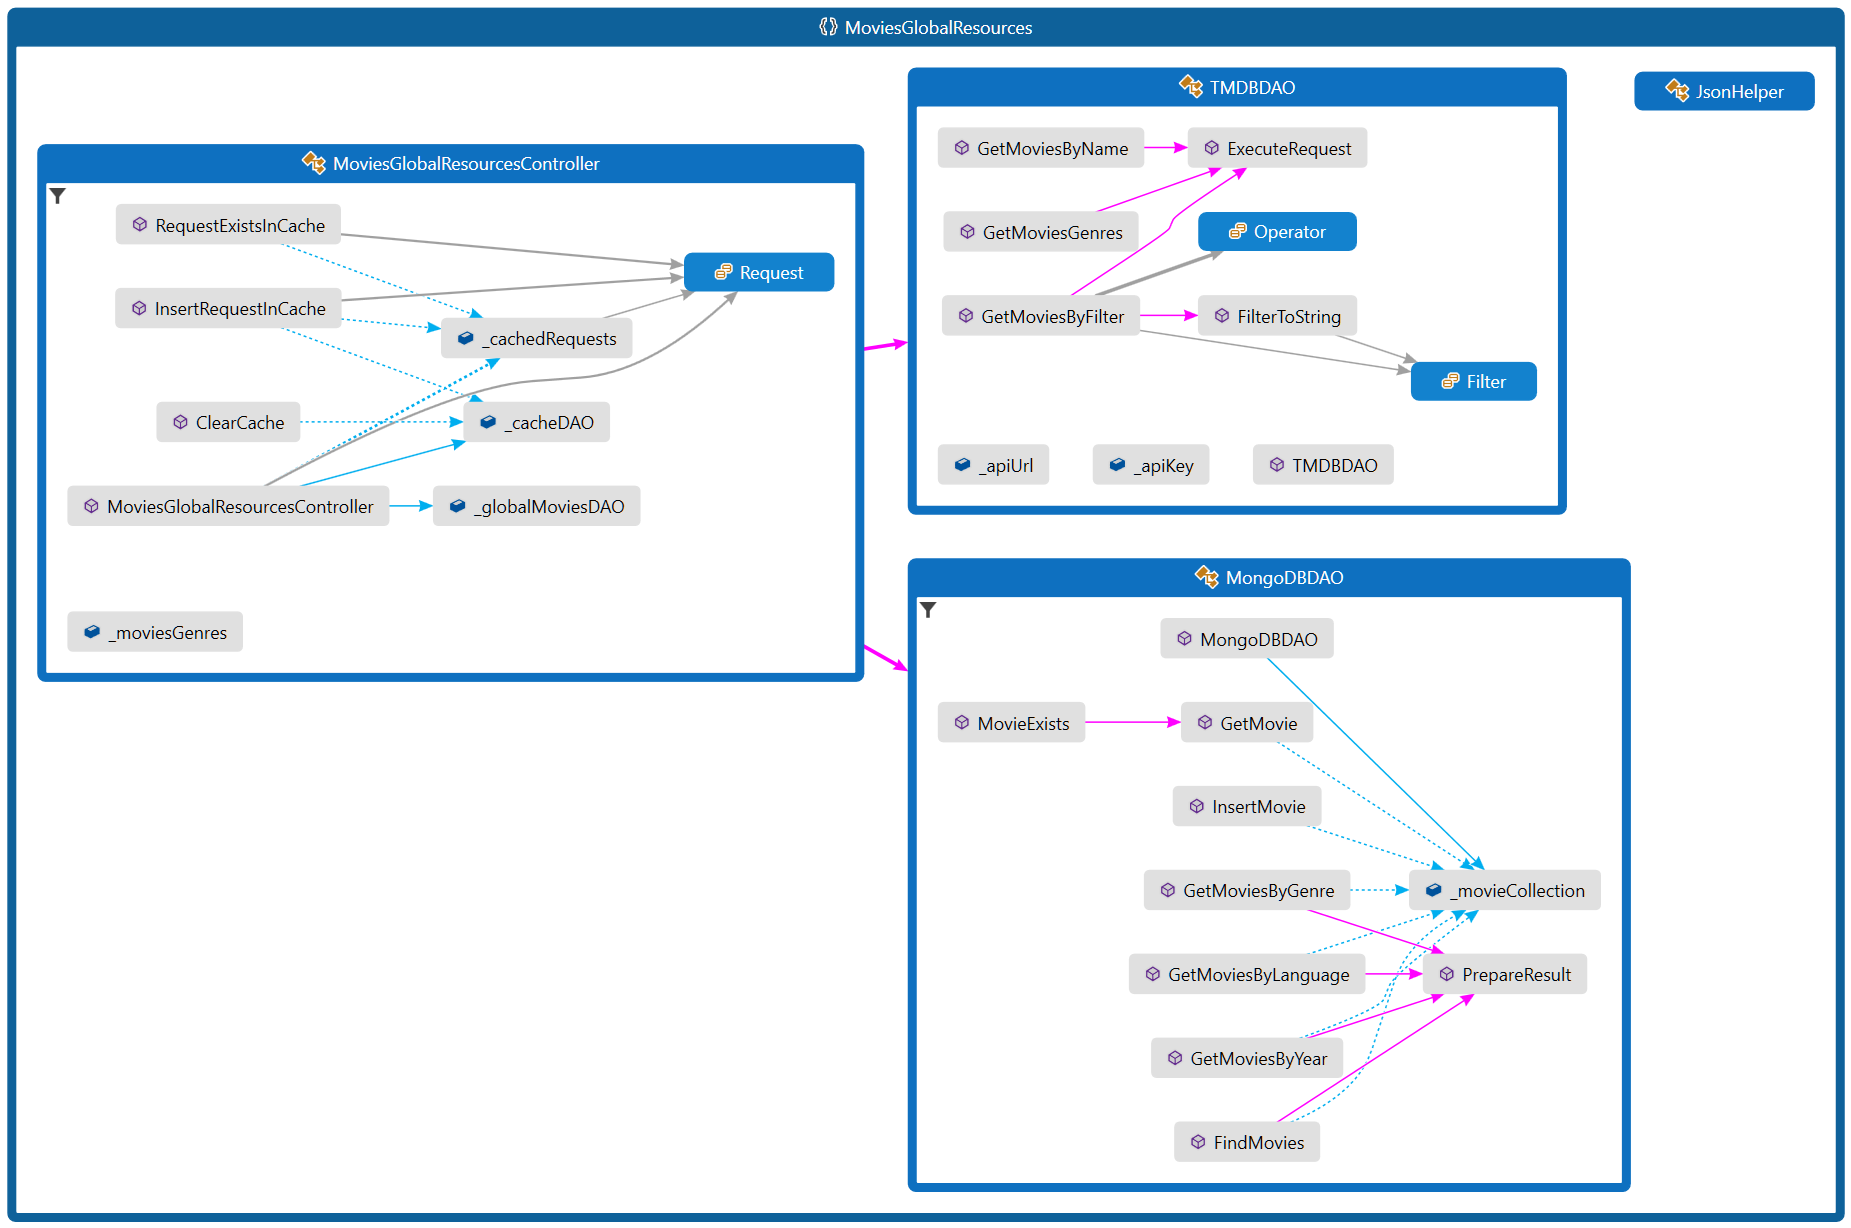 MoviesGlobalResources
MoviesGlobalResourcesController
RequestExistsInCache
Request
InsertRequestInCache
_cachedRequests
ClearCache
_cacheDAO
MoviesGlobalResourcesController
_globalMoviesDAO
_moviesGenres
TMDBDAO
GetMoviesByName
ExecuteRequest
GetMoviesGenres
Operator
GetMoviesByFilter
FilterToString
Filter
_apiUrl
_apiKey
TMDBDAO
JsonHelper
MongoDBDAO
MongoDBDAO
MovieExists
GetMovie
InsertMovie
GetMoviesByGenre
_movieCollection
GetMoviesByLanguage
PrepareResult
GetMoviesByYear
FindMovies